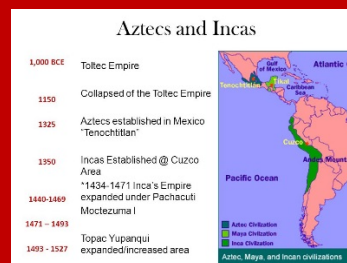 Aztecs and Incas
1,000 BCE
Toltec Empire
1150
Collapsed of the Toltec Empire
1325
Aztecs established in Mexico
"Tenochtitlan"
1350
Incas Established @ Cuzco
Area
*1434-1471 Inca's Empire
expanded under Pachacuti
1440-1469
Moctezuma I
1471 – 1493
Topac Yupanqui
expanded/increased area
1493 - 1527
Gulf
of Mexico
Atlantic
Tikal
Tenochtitlan
Caribbean
Sea
Cuzco
Andes Mount
Pacific Ocean
Aztec Civilization
Maya Civilization
Inca Civilization
Aztec, Maya, and Incan civilizations